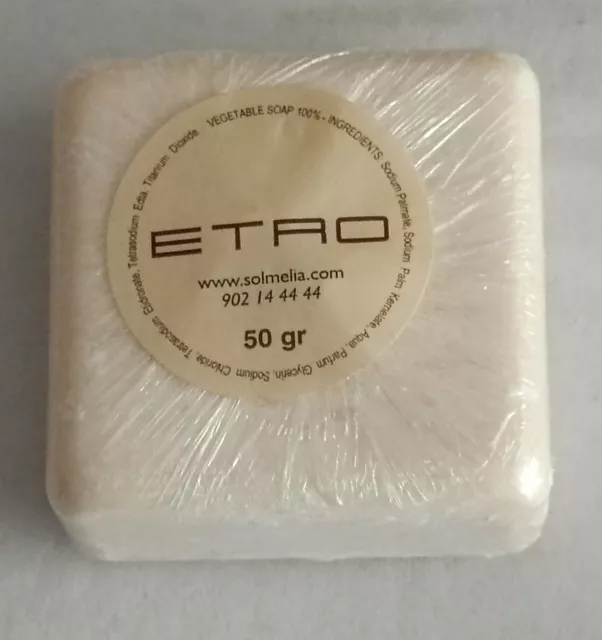 VEGETABLE SOAP 100% - INGREDIENTS: Sodium Palmate, Sodium Palm Kernelate, Aqua, Parfum Glycerin, Sodium Chloride, Tetrasodium Etidronate, Tetrasodium Edta, Titanium Dioxide.
ETRO
www.solmelia.com
902 14 44 44
50 gr